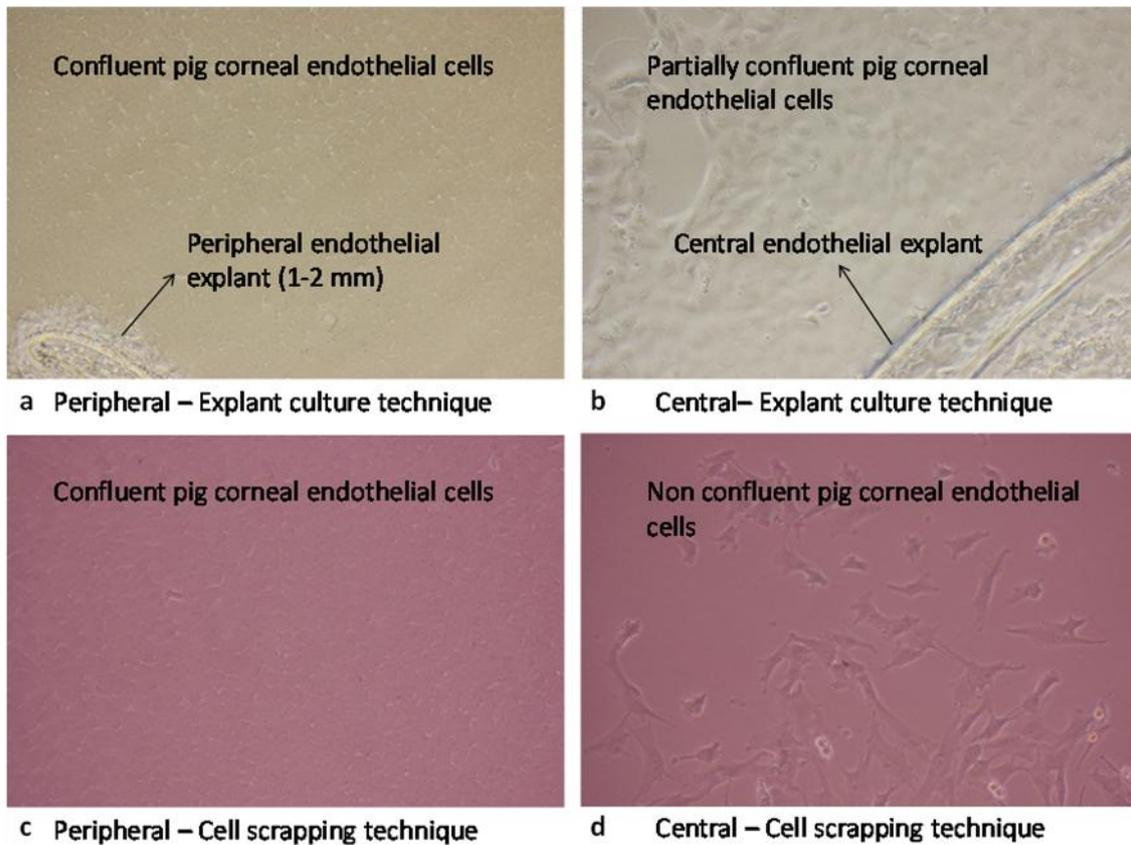 Confluent pig corneal endothelial cells
Peripheral endothelial
explant (1-2 mm)
a Peripheral – Explant culture technique
Partially confluent pig corneal
endothelial cells
Central endothelial explant
b Central– Explant culture technique
Confluent pig corneal endothelial cells
c Peripheral – Cell scrapping technique
Non confluent pig corneal endothelial
cells
d Central – Cell scrapping technique